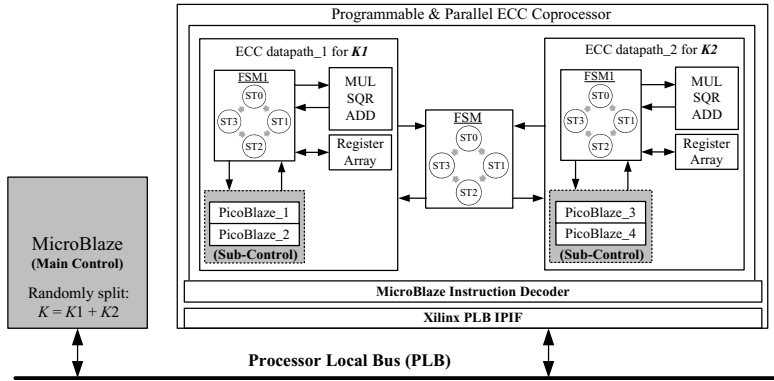 Programmable & Parallel ECC Coprocessor
ECC datapath_1 for K1
FSM1
ST0
ST3
ST1
ST2
MUL
SQR
ADD
Register
Array
PicoBlaze_1
PicoBlaze_2
(Sub-Control)
FSM
ST0
ST3
ST1
ST2
ECC datapath_2 for K2
FSM1
ST0
ST3
ST1
ST2
MUL
SQR
ADD
Register
Array
PicoBlaze_3
PicoBlaze_4
(Sub-Control)
MicroBlaze
(Main Control)
Randomly split:
K = K1 + K2
MicroBlaze Instruction Decoder
Xilinx PLB IPIF
Processor Local Bus (PLB)